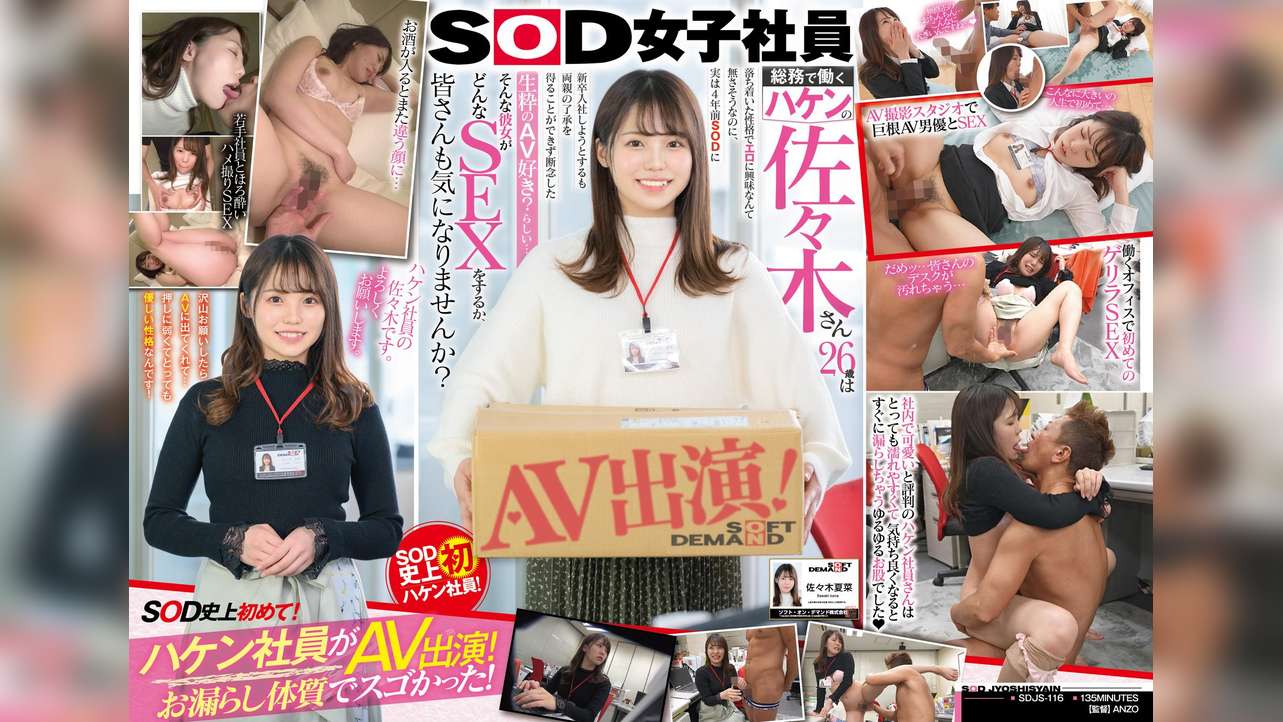 SOD女子社員
お酒が入るとまた違う顔に…
若手社員とほろ酔い
ハメ撮りSEX
ハケン社員の
佐々木です。
よろしく
お願いします。
沢山お願いしたら
AVに出てくれて…
押しに弱くてとっても
優しい性格なんです!
総務で働く
ハケンの
佐々木さん
26歳は
落ち着いた性格でエロに興味なんて
無さそうなのに、
実は4年前SODに
新卒入社しようとするも
両親の了承を
得ることができず断念した
生粋のAV好き?らしい…
そんな彼女が
どんなSEXをするか、
皆さんも気になりませんか?
AV出演!
SOFT ON DEMAND
SOD
史上初
ハケン社員!
SOD史上初めて!
ハケン社員がAV出演!
お漏らし体質でスゴかった!
佐々木夏菜
ソフト・オン・デマンド株式会社
AV撮影スタジオで
巨根AV男優とSEX
こんなに大きいの
人生で初めて…
だめッ…皆さんの
デスクが
汚れちゃう…
働くオフィスで初めての
ゲリラSEX
社内で可愛いと評判のハケン社員さんは
とっても濡れやすくて気持ち良くなると
すぐに漏らしちゃうゆるゆるお股でした♥
SOD JYOSHISYAIN
SDJS-116
135MINUTES
【監督】ANZO